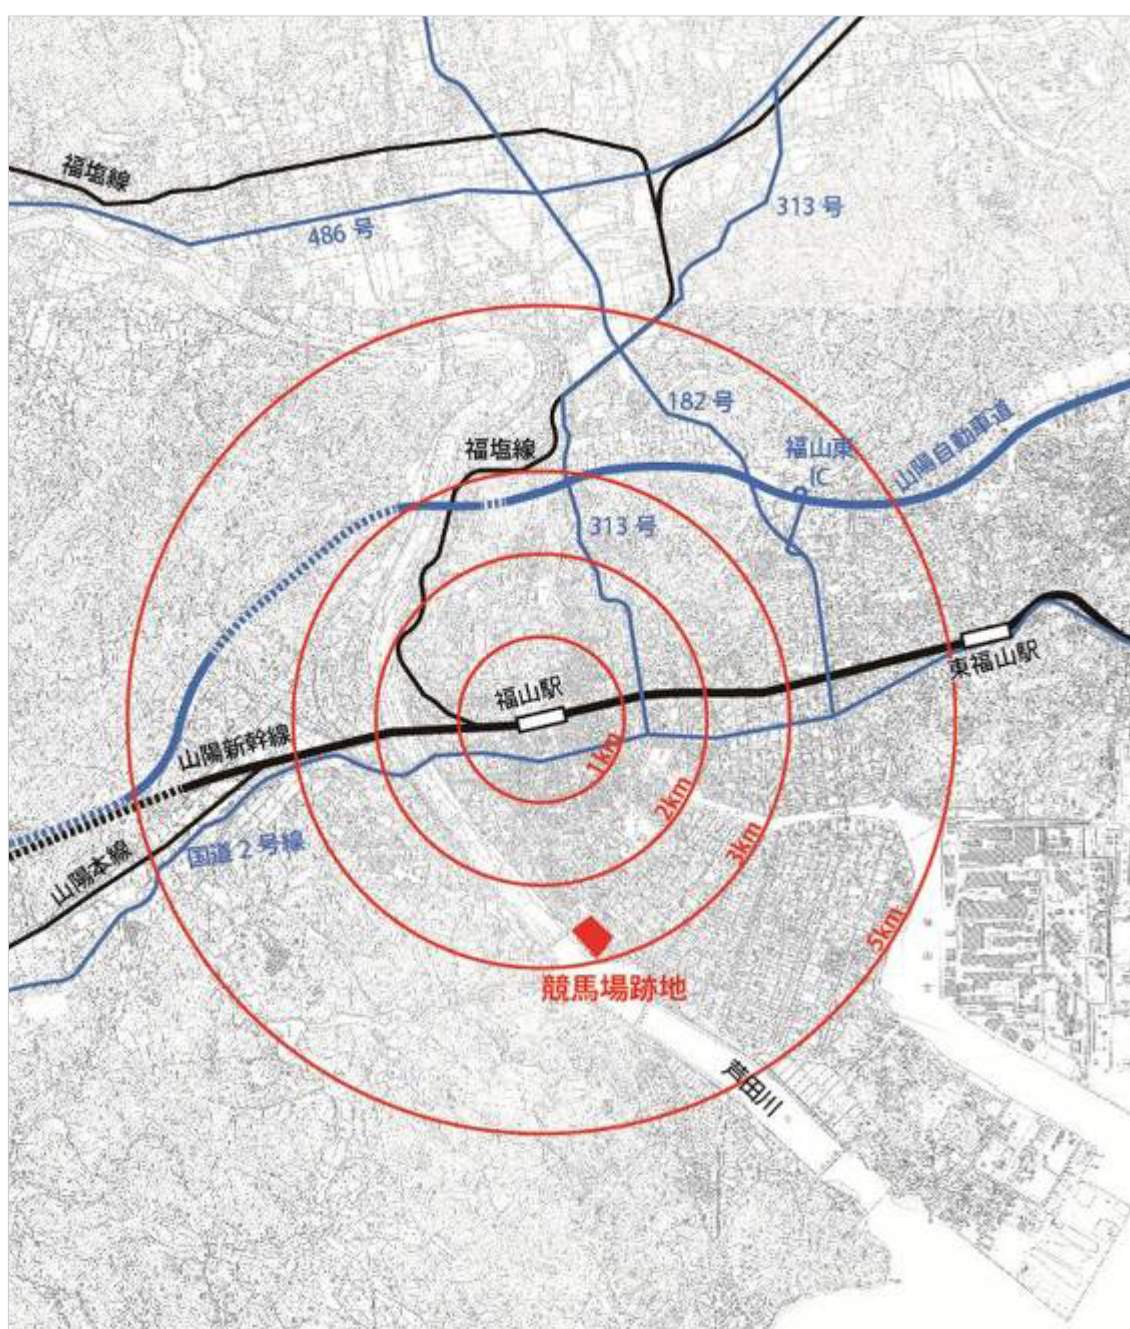 福塩線
486 号
313 号
182 号
福塩線
福山東
IC
山陽自動車道
313 号
東福山駅
福山駅
山陽新幹線
1km
2km
3km
5km
国道 2 号線
山陽本線
競馬場跡地
芦田川